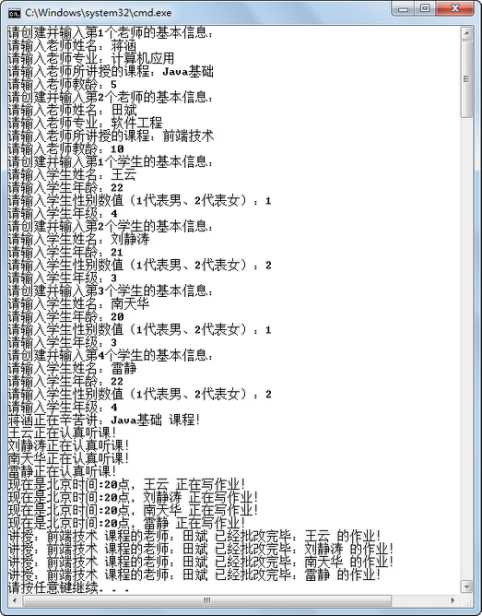 C:\Windows\system32\cmd.exe
请创建并输入第1个老师的基本信息:
请输入老师姓名: 蒋涵
请输入老师专业: 计算机应用
请输入老师所讲授的课程: Java基础
请输入老师教龄: 5
请创建并输入第2个老师的基本信息:
请输入老师姓名: 田斌
请输入老师专业: 软件工程
请输入老师所讲授的课程: 前端技术
请输入老师教龄: 10
请创建并输入第1个学生的基本信息:
请输入学生姓名: 王云
请输入学生年龄: 22
请输入学生性别数值(1代表男、2代表女): 1
请输入学生年级: 4
请创建并输入第2个学生的基本信息:
请输入学生姓名: 刘静涛
请输入学生年龄: 21
请输入学生性别数值(1代表男、2代表女): 2
请输入学生年级: 3
请创建并输入第3个学生的基本信息:
请输入学生姓名: 南天华
请输入学生年龄: 20
请输入学生性别数值(1代表男、2代表女): 1
请输入学生年级: 3
请创建并输入第4个学生的基本信息:
请输入学生姓名: 雷静
请输入学生年龄: 22
请输入学生性别数值(1代表男、2代表女): 2
请输入学生年级: 4
蒋涵正在辛苦讲: Java基础 课程!
王云正在认真听课!
刘静涛正在认真听课!
南天华正在认真听课!
雷静正在认真听课!
现在是北京时间:20点, 王云 正在写作业!
现在是北京时间:20点, 刘静涛 正在写作业!
现在是北京时间:20点, 南天华 正在写作业!
现在是北京时间:20点, 雷静 正在写作业!
讲授: 前端技术 课程的老师: 田斌 已经批改完毕: 王云 的作业!
讲授: 前端技术 课程的老师: 田斌 已经批改完毕: 刘静涛 的作业!
讲授: 前端技术 课程的老师: 田斌 已经批改完毕: 南天华 的作业!
讲授: 前端技术 课程的老师: 田斌 已经批改完毕: 雷静 的作业!
请按任意键继续. . .